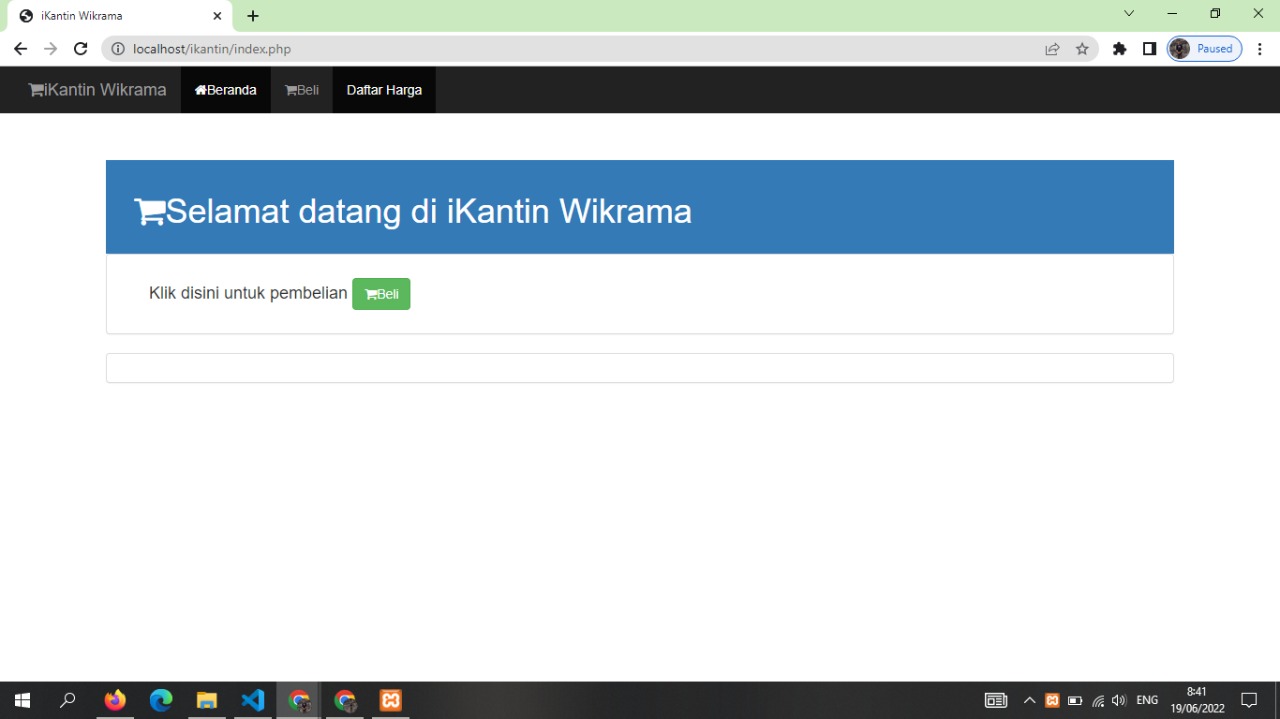 iKantin Wikrama
localhost/ikantin/index.php
Paused
iKantin Wikrama Beranda Beli Daftar Harga
Selamat datang di iKantin Wikrama
Klik disini untuk pembelian Beli
ENG
8:41
19/06/2022